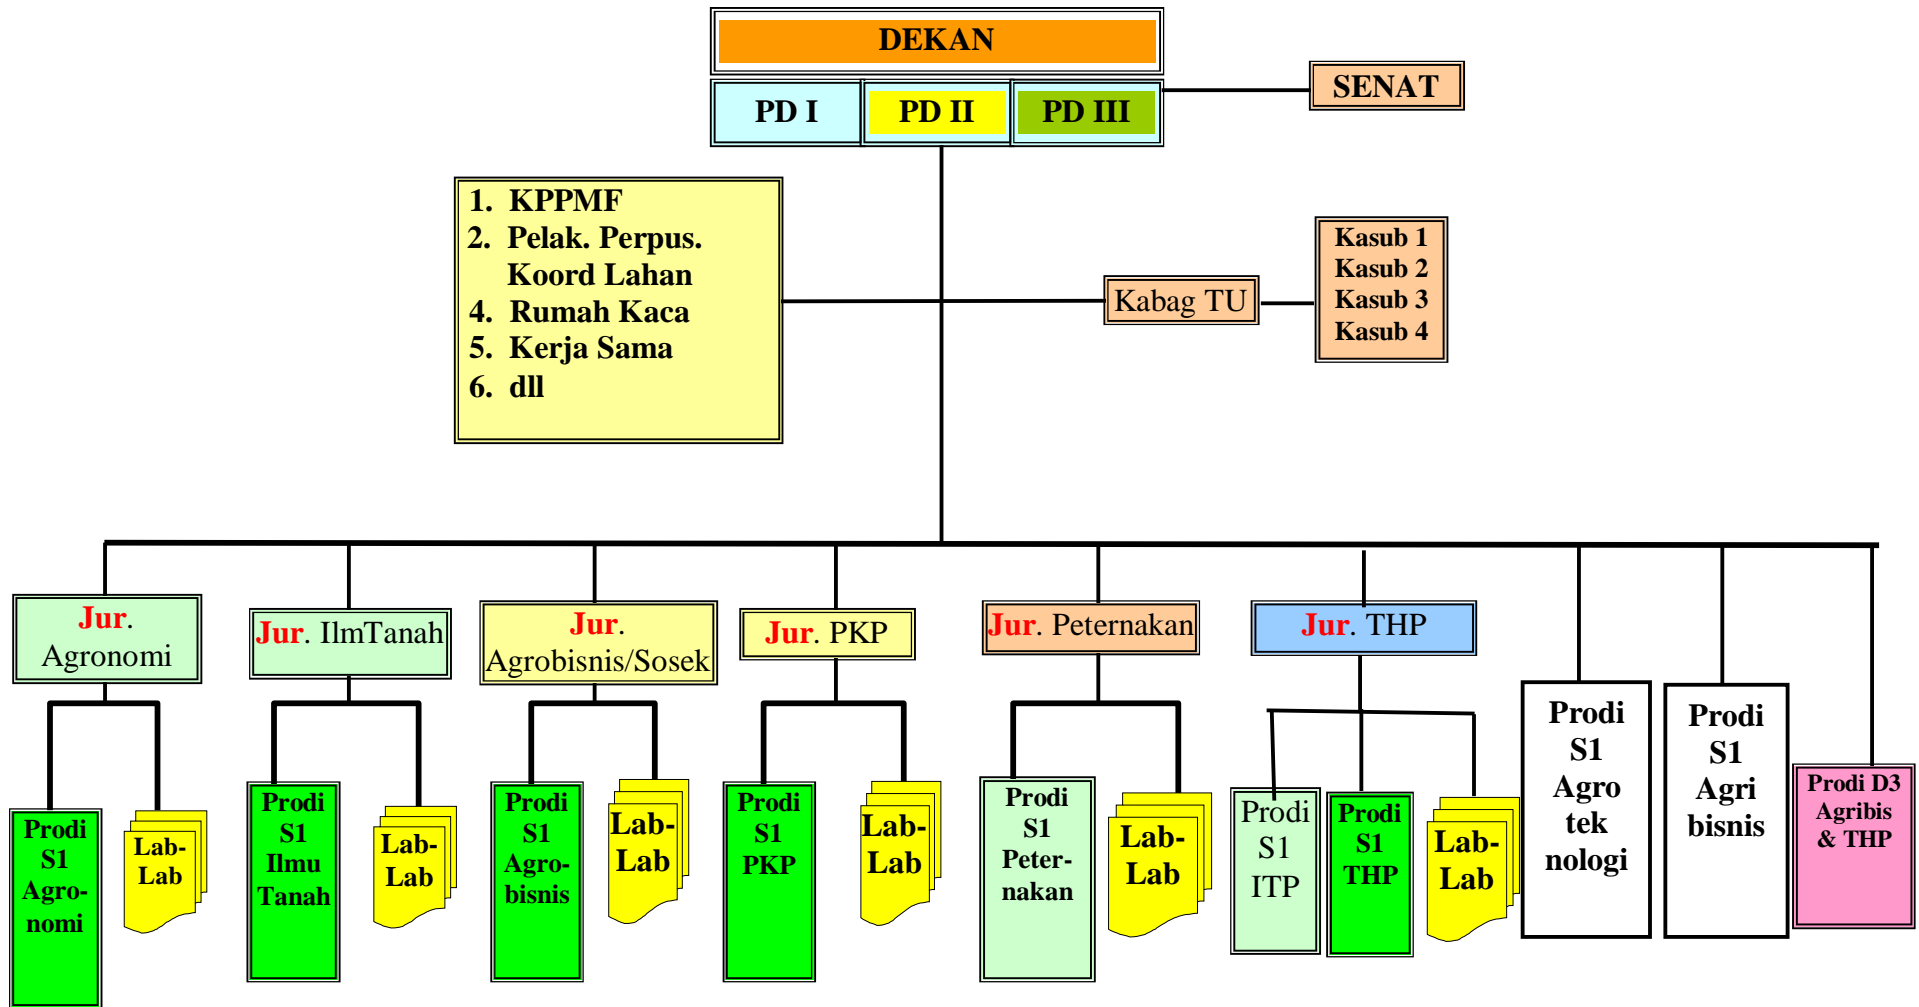 DEKAN
SENAT
PD I
PD II
PD III
1. KPPMF
2. Pelak. Perpus.
Koord Lahan
4. Rumah Kaca
5. Kerja Sama
6. dll
Kabag TU
Kasub 1
Kasub 2
Kasub 3
Kasub 4
Jur.
Agronomi
Jur. IlmTanah
Jur.
Agrobisnis/Sosek
Jur. PKP
Jur. Peternakan
Jur. THP
Prodi
S1
Agro-
nomi
Lab-
Lab
Prodi
S1
Ilmu
Tanah
Lab-
Lab
Prodi
S1
Agro-
bisnis
Lab-
Lab
Prodi
S1
PKP
Lab-
Lab
Prodi
S1
Peter-
nakan
Lab-
Lab
Prodi
S1
ITP
Prodi
S1
THP
Lab-
Lab
Prodi
S1
Agro
tek
nologi
Prodi
S1
Agri
bisnis
Prodi D3
Agribis
& THP